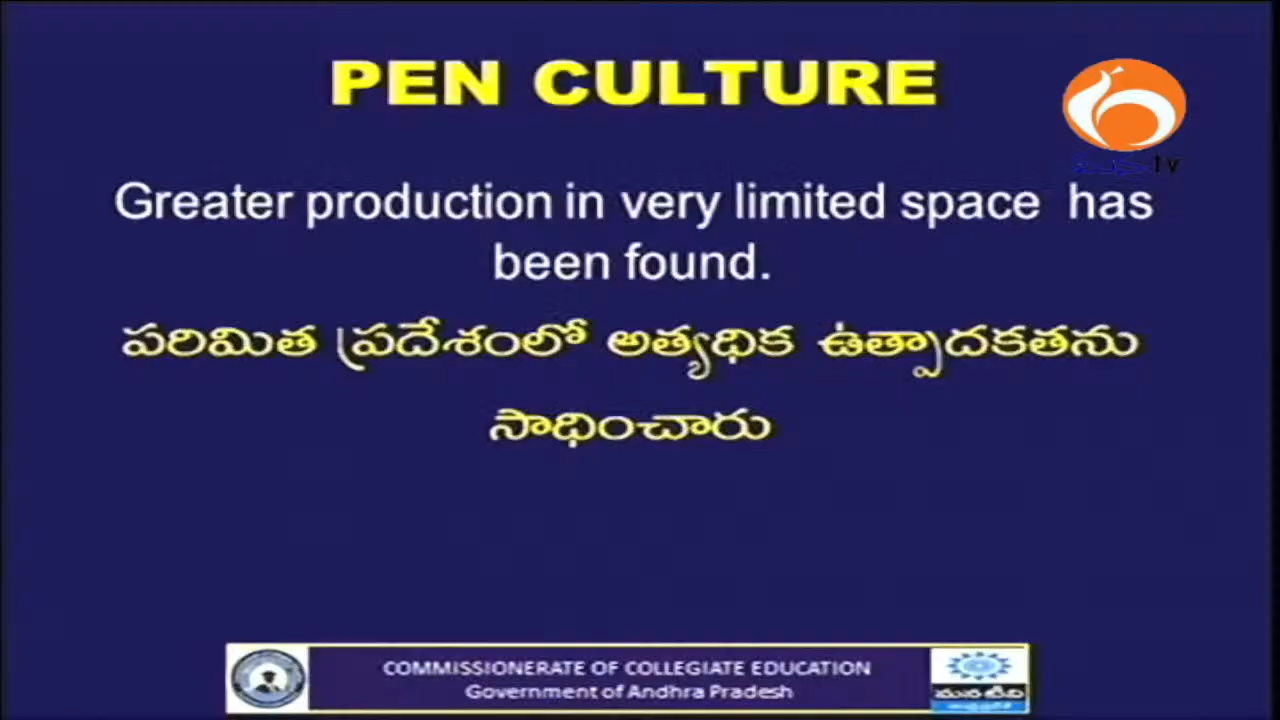 PEN CULTURE
tv
Greater production in very limited space has
been found.
పరిమిత ప్రదేశంలో అత్యధిక ఉత్పాదకతను
సాధించారు
COMMISSIONERATE OF COLLEGIATE EDUCATION
Government of Andhra Pradesh